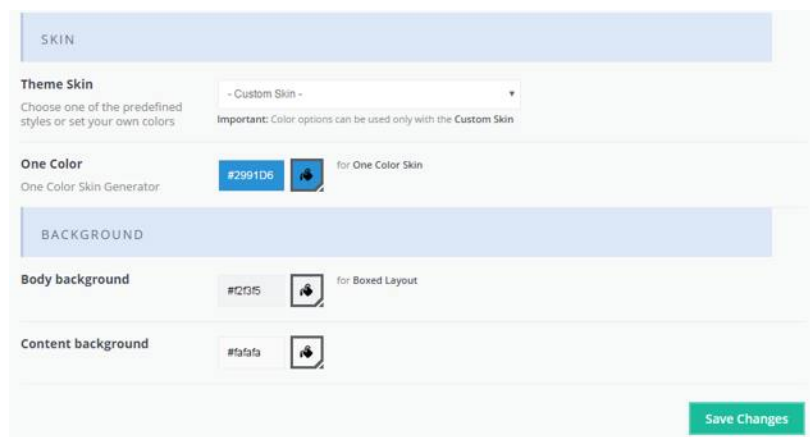 SKIN
Theme Skin
Choose one of the predefined
styles or set your own colors
- Custom Skin -
Important: Color options can be used only with the Custom Skin
One Color
One Color Skin Generator
#2991D6
for One Color Skin
BACKGROUND
Body background
#f2f3f5
for Boxed Layout
Content background
#fafafa
Save Changes